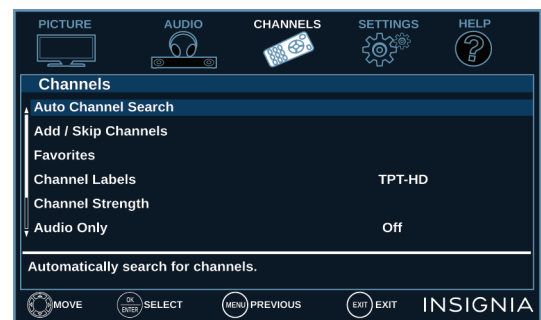 PICTURE AUDIO CHANNELS SETTINGS HELP
Channels
Auto Channel Search
Add / Skip Channels
Favorites
Channel Labels TPT-HD
Channel Strength
Audio Only Off
Automatically search for channels.
MOVE OK ENTER SELECT MENU PREVIOUS EXIT EXIT INSIGNIA